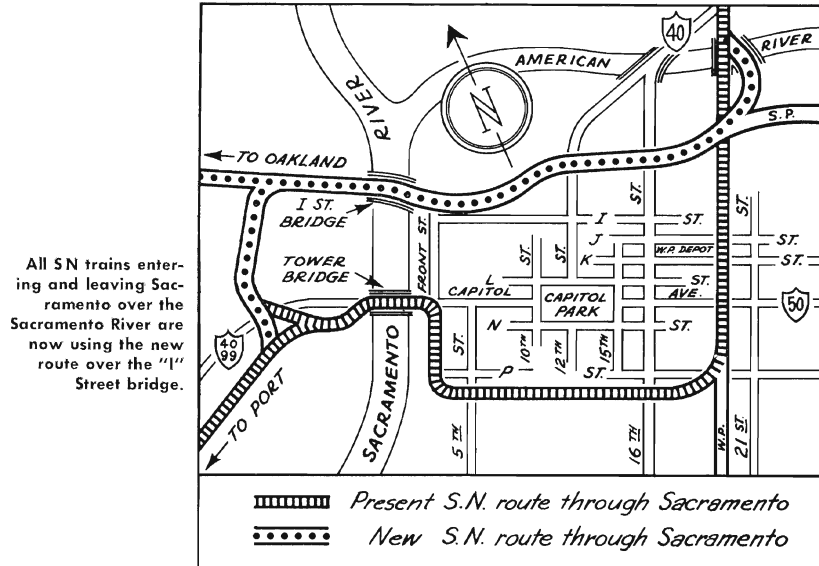 All SN trains enter-
ing and leaving Sac-
ramento over the
Sacramento River are
now using the new
route over the "I"
Street bridge.
40
RIVER
AMERICAN
RIVER
N
S.P.
TO OAKLAND
I ST.
BRIDGE
TOWER
BRIDGE
FRONT ST.
ST.
I ST.
ST.
J ST.
W.P. DEPOT
K ST.
ST.
ST.
L ST.
CAPITOL AVE.
CAPITOL
PARK
50
N ST.
40
99
10TH
12TH
15TH
ST.
P ST.
TO PORT
SACRAMENTO
5TH
16TH
W.P.
21 ST.
Present S.N. route through Sacramento
New S.N. route through Sacramento